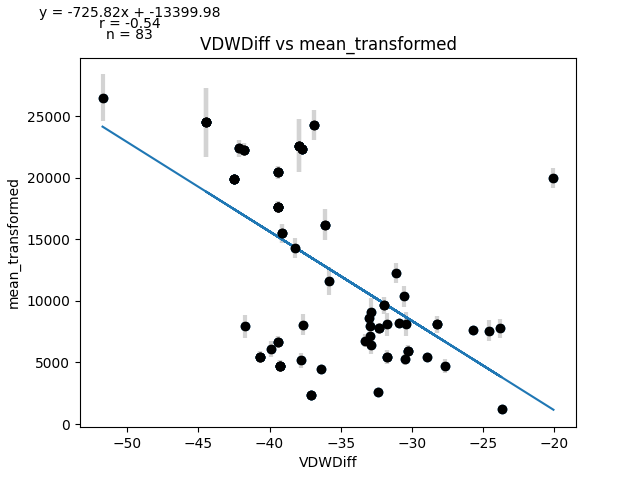 y = -725.82x + -13399.98
r = -0.54
n = 83
VDWDiff vs mean_transformed
mean_transformed
25000
20000
15000
10000
5000
0
−50
−45
−40
−35
−30
−25
−20
VDWDiff